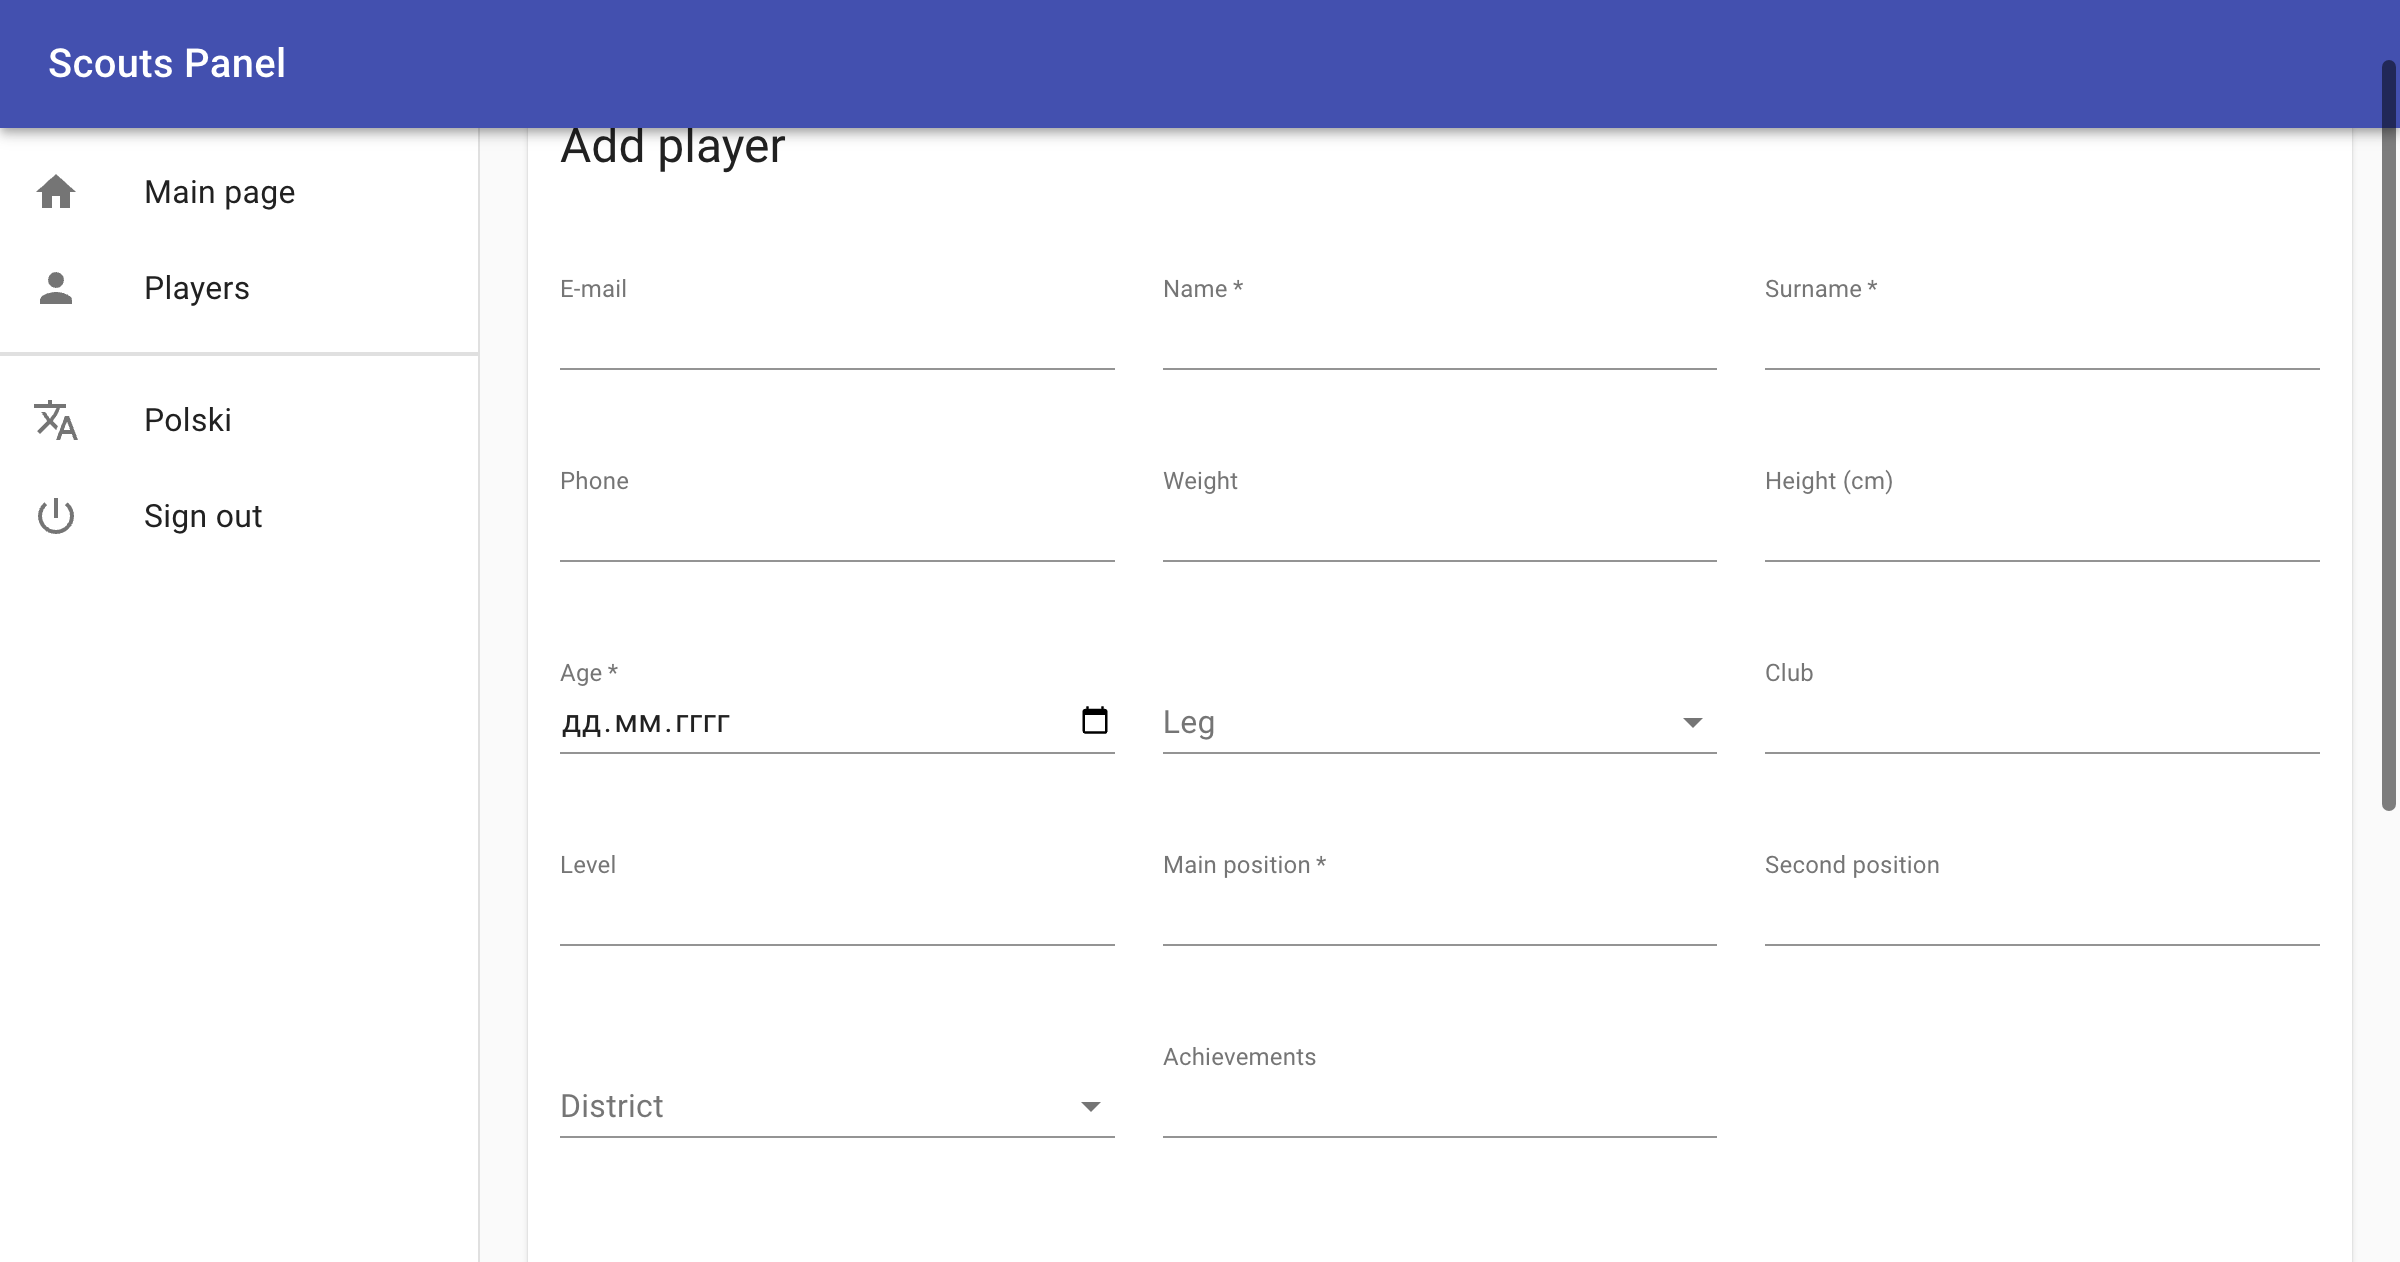 Scouts Panel
Main page
Players
Polski
Sign out
Add player
E-mail
Name *
Surname *
Phone
Weight
Height (cm)
Age *
дд.мм.гггг
Leg
Club
Level
Main position *
Second position
District
Achievements